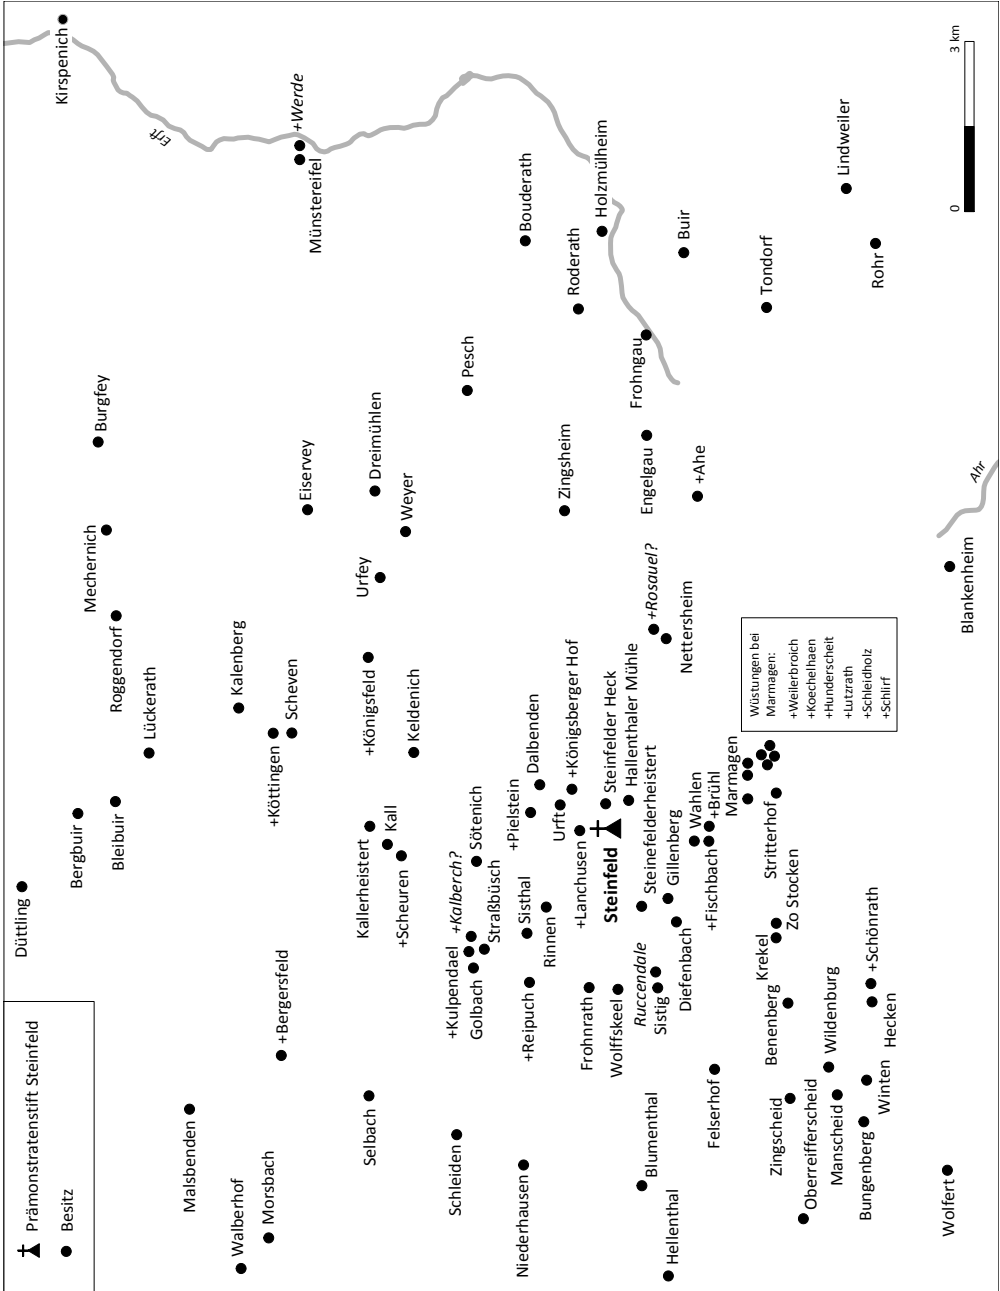 Prämonstratenstift Steinfeld
Besitz
Düttling
Bergbuir
Bleibuir
Lückerath
Roggendorf
Mechernich
Burgfey
Kirspenich
Erft
Malsbenden
Walberhof
Morsbach
+Bergersfeld
+Köttingen
Scheven
Kalenberg
Eiservey
Münstereifel
+Werde
Selbach
Kallerheistert
Kall
+Scheuren
+Königsfeld
Keldenich
Urfey
Weyer
Dreimühlen
Schleiden
+Kulpendael
Golbach
+Kalberch?
Straßbüsch
Sötenich
Pesch
Niederhausen
+Reipuch
Sisthal
Rinnen
+Pielstein
Dalbenden
Urft
+Königsberger Hof
Zingsheim
Bouderath
Roderath
Holzmülheim
Frohnrath
Wolffskeel
+Lanchusen
Steinfeld
Steinfelder Heck
Hallenthaler Mühle
Blumenthal
Hellenthal
Ruccendale
Sistig
Diefenbach
Steinefelderheistert
Gillenberg
+Rosauel?
Nettersheim
Engelgau
Frohngau
Buir
+Ahe
Felserhof
+Fischbach
Wahlen
+Brühl
Marmagen
Stritterhof
Wüstungen bei
Marmagen:
+Weilerbroich
+Koechelhaen
+Hunderscheit
+Lutzrath
+Schleidholz
+Schlirf
Tondorf
Zingscheid
Oberreifferscheid
Benenberg
Krekel
Zo Stocken
Manscheid
Wildenburg
Bungenberg
Winten
Hecken
+Schönrath
Lindweiler
Rohr
Wolfert
Blankenheim
Ahr
0
3 km